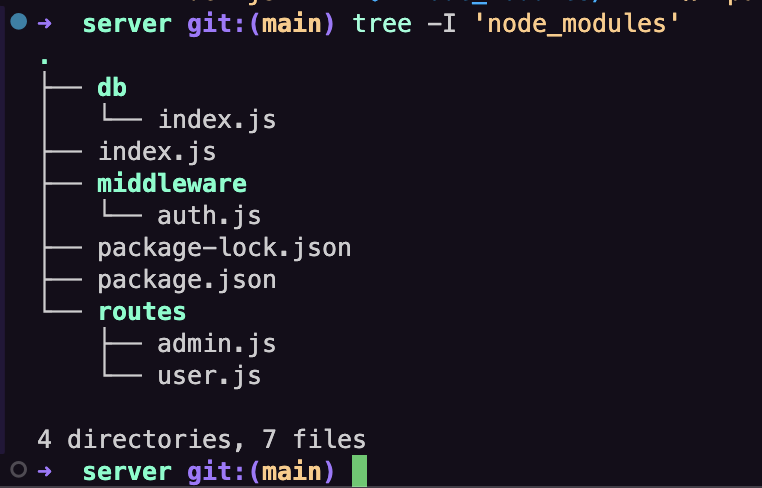 ➜ server git:(main) tree -I 'node_modules'
.
├── db
│   └── index.js
├── index.js
├── middleware
│   └── auth.js
├── package-lock.json
├── package.json
└── routes
    ├── admin.js
    └── user.js
4 directories, 7 files
➜ server git:(main)